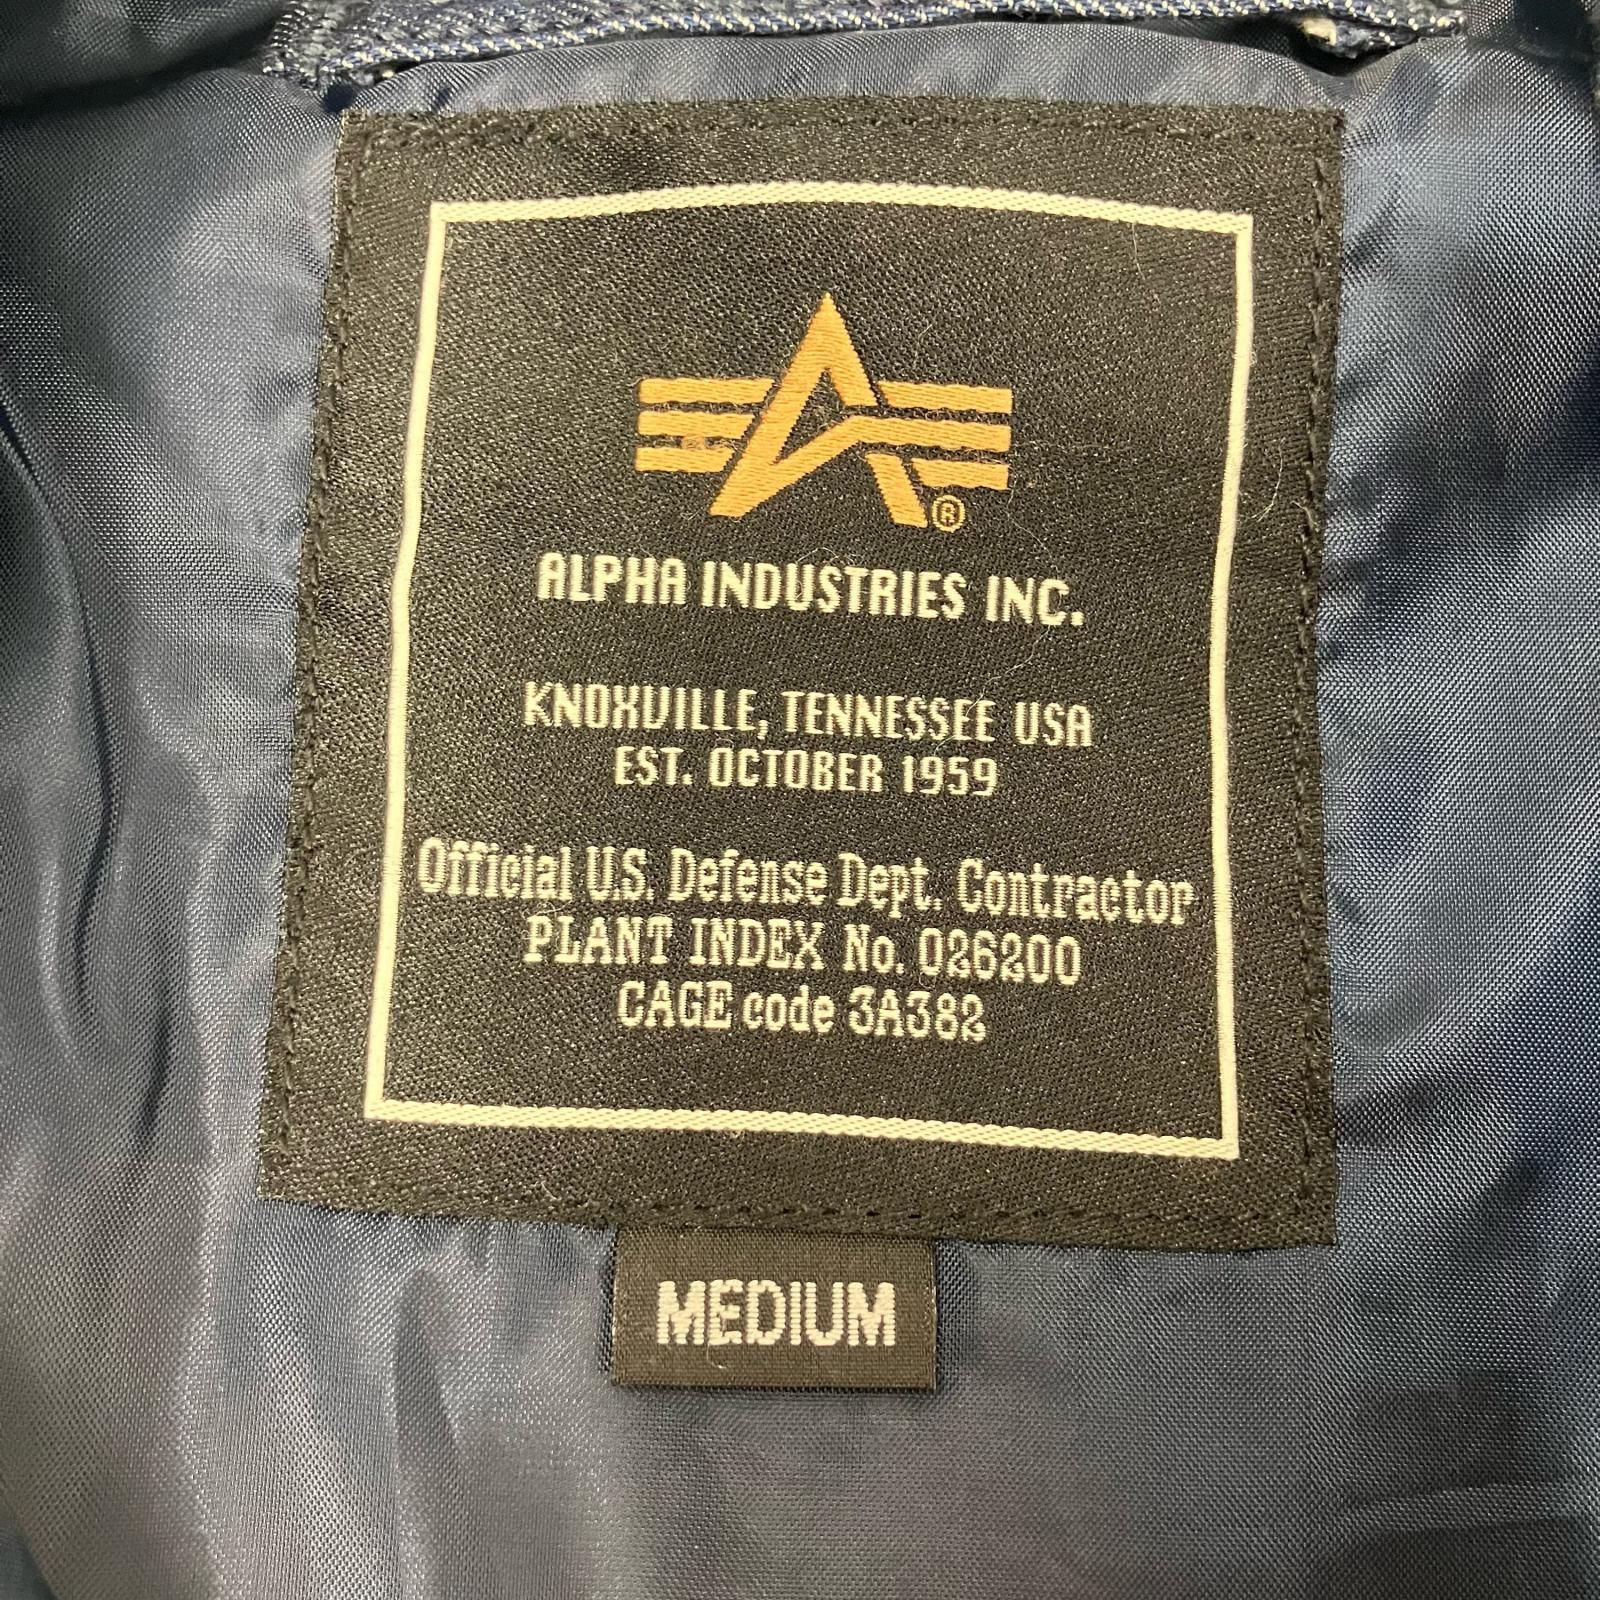 ®
ALPHA INDUSTRIES INC.
KNOXVILLE, TENNESSEE USA
EST. OCTOBER 1959
Official U.S. Defense Dept. Contractor
PLANT INDEX No. 026200
CAGE code 3A382
MEDIUM